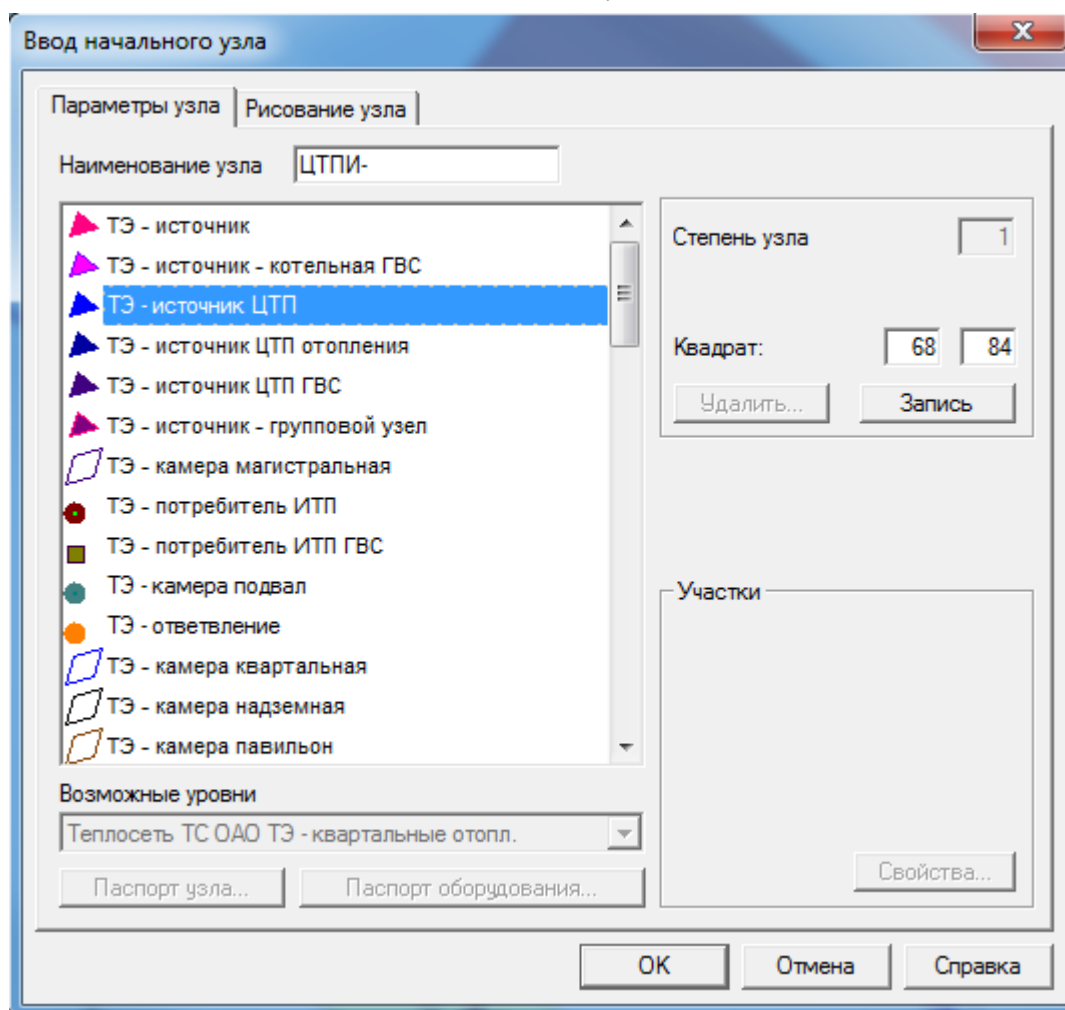 Ввод начального узла
x
Параметры узла Рисование узла
Наименование узла ЦТПИ-
ТЭ - источник
ТЭ - источник - котельная ГВС
ТЭ - источник ЦТП
ТЭ - источник ЦТП отопления
ТЭ - источник ЦТП ГВС
ТЭ - источник - групповой узел
ТЭ - камера магистральная
ТЭ - потребитель ИТП
ТЭ - потребитель ИТП ГВС
ТЭ - камера подвал
ТЭ - ответвление
ТЭ - камера квартальная
ТЭ - камера надземная
ТЭ - камера павильон
Возможные уровни
Теплосеть ТС ОАО ТЭ - квартальные отопл.
Паспорт узла... Паспорт оборудования...
Степень узла 1
Квадрат: 68 84
Удалить... Запись
Участки
Свойства...
OK Отмена Справка